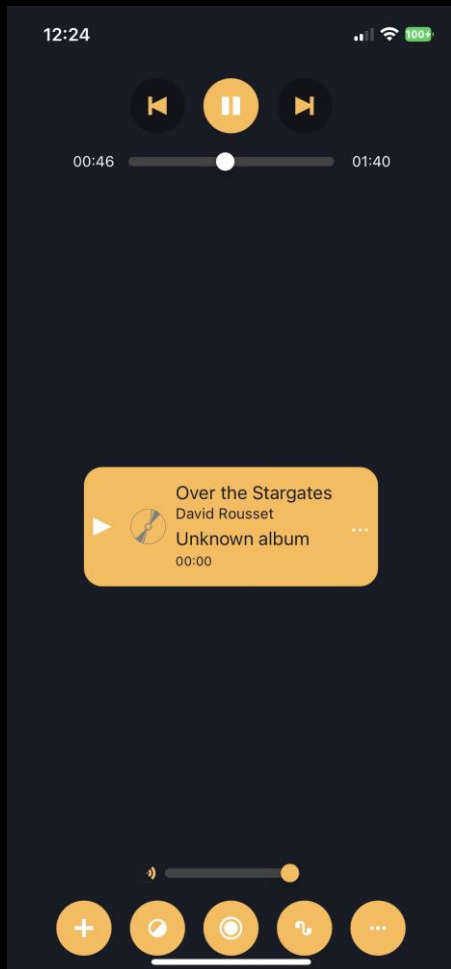 12:24
100
00:46
01:40
Over the Stargates
David Rousset
Unknown album
00:00